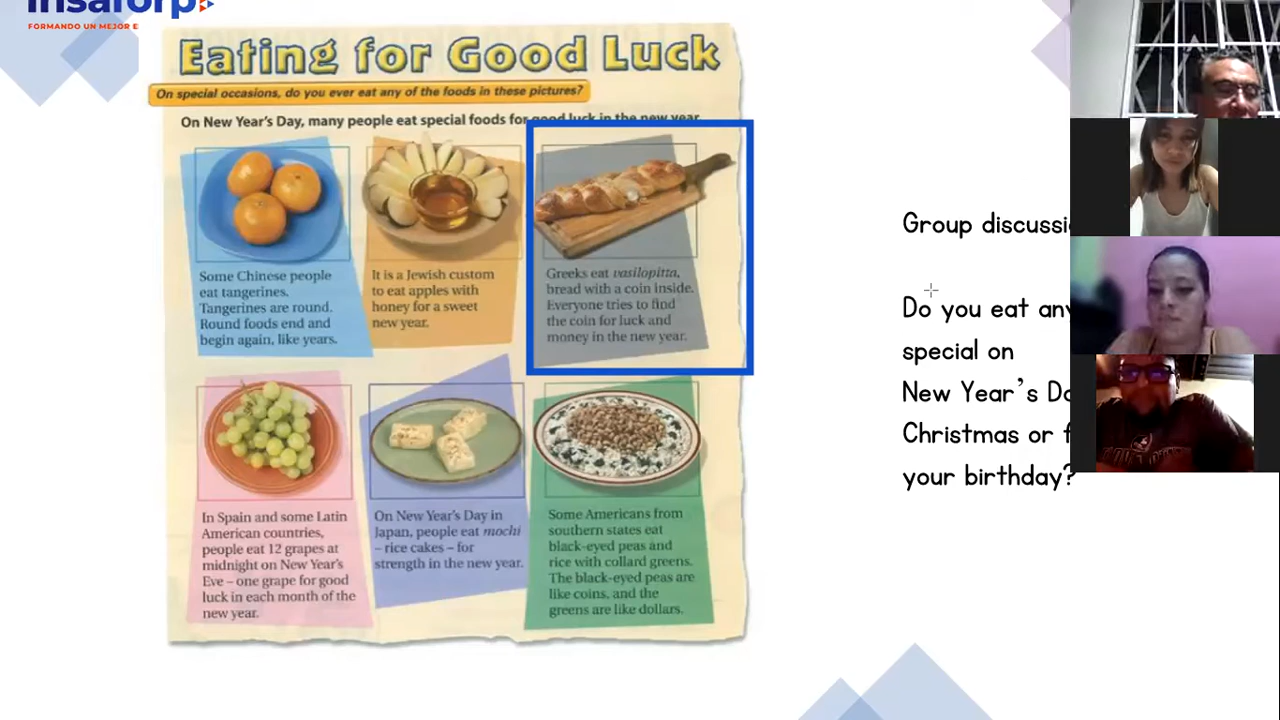 insaforp
FORMANDO UN MEJOR E
Eating for Good Luck
On special occasions, do you ever eat any of the foods in these pictures?
On New Year's Day, many people eat special foods for good luck in the new year.
Some Chinese people
eat tangerines.
Tangerines are round.
Round foods end and
begin again, like years.
It is a Jewish custom
to eat apples with
honey for a sweet
new year.
Greeks eat vasilopitta,
bread with a coin inside.
Everyone tries to find
the coin for luck and
money in the new year.
In Spain and some Latin
American countries,
people eat 12 grapes at
midnight on New Year's
Eve – one grape for good
luck in each month of the
new year.
On New Year's Day in
Japan, people eat mochi
– rice cakes – for
strength in the new year.
Some Americans from
southern states eat
black-eyed peas and
rice with collard greens.
The black-eyed peas are
like coins, and the
greens are like dollars.
Group discussi
Do you eat any
special on
New Year's Da
Christmas or f
your birthday?